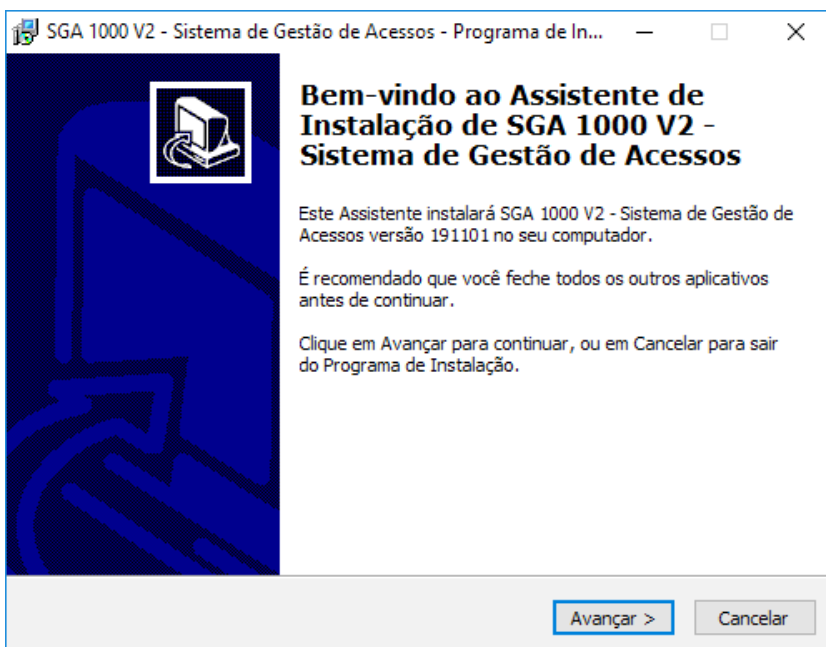 SGA 1000 V2 - Sistema de Gestão de Acessos - Programa de In...
Bem-vindo ao Assistente de
Instalação de SGA 1000 V2 -
Sistema de Gestão de Acessos
Este Assistente instalará SGA 1000 V2 - Sistema de Gestão de
Acessos versão 191101 no seu computador.
É recomendado que você feche todos os outros aplicativos
antes de continuar.
Clique em Avançar para continuar, ou em Cancelar para sair
do Programa de Instalação.
Avançar >
Cancelar